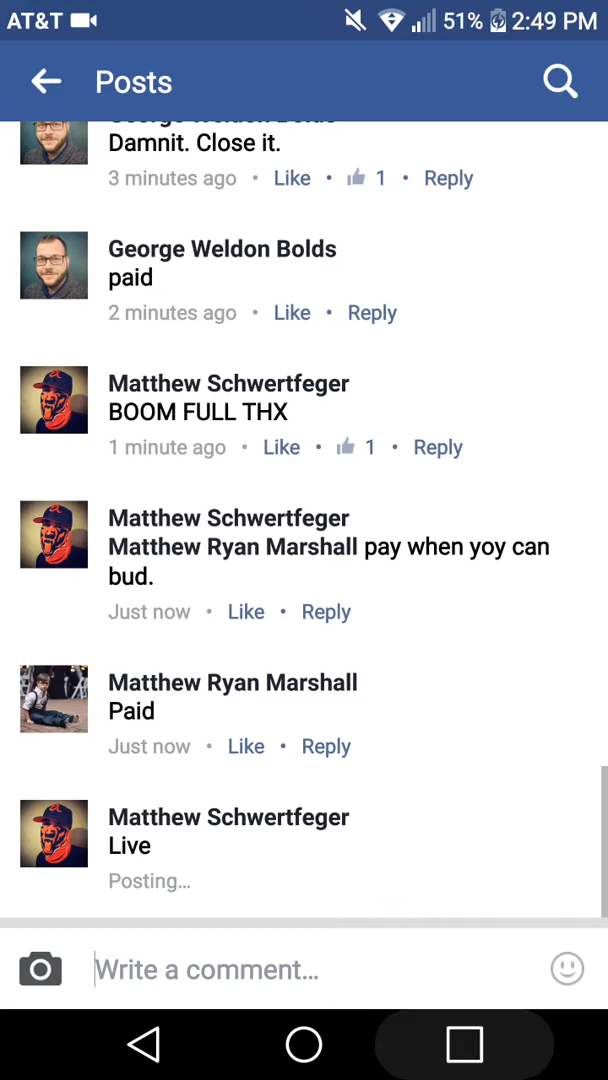 AT&T 51% 2:49 PM
Posts
George Weldon Bolds
Damnit. Close it.
3 minutes ago • Like • 1 • Reply
George Weldon Bolds
paid
2 minutes ago • Like • Reply
Matthew Schwertfeger
BOOM FULL THX
1 minute ago • Like • 1 • Reply
Matthew Schwertfeger
Matthew Ryan Marshall pay when yoy can
bud.
Just now • Like • Reply
Matthew Ryan Marshall
Paid
Just now • Like • Reply
Matthew Schwertfeger
Live
Posting...
Write a comment...